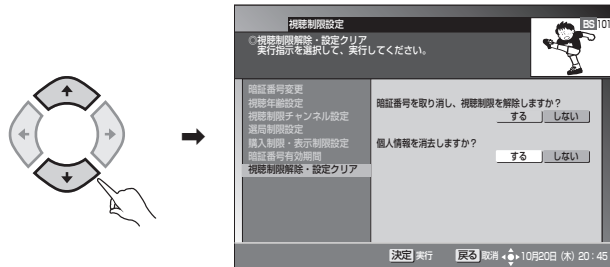 視聴制限設定
BS 101
◎視聴制限解除・設定クリア
実行指示を選択して、実行してください。
暗証番号変更
視聴年齢設定
視聴制限チャンネル設定
選局制限設定
購入制限・表示制限設定
暗証番号有効期間
視聴制限解除・設定クリア
暗証番号を取り消し、視聴制限を解除しますか?
する しない
個人情報を消去しますか?
する しない
決定 実行 戻る 取消 10月20日 (木) 20:45